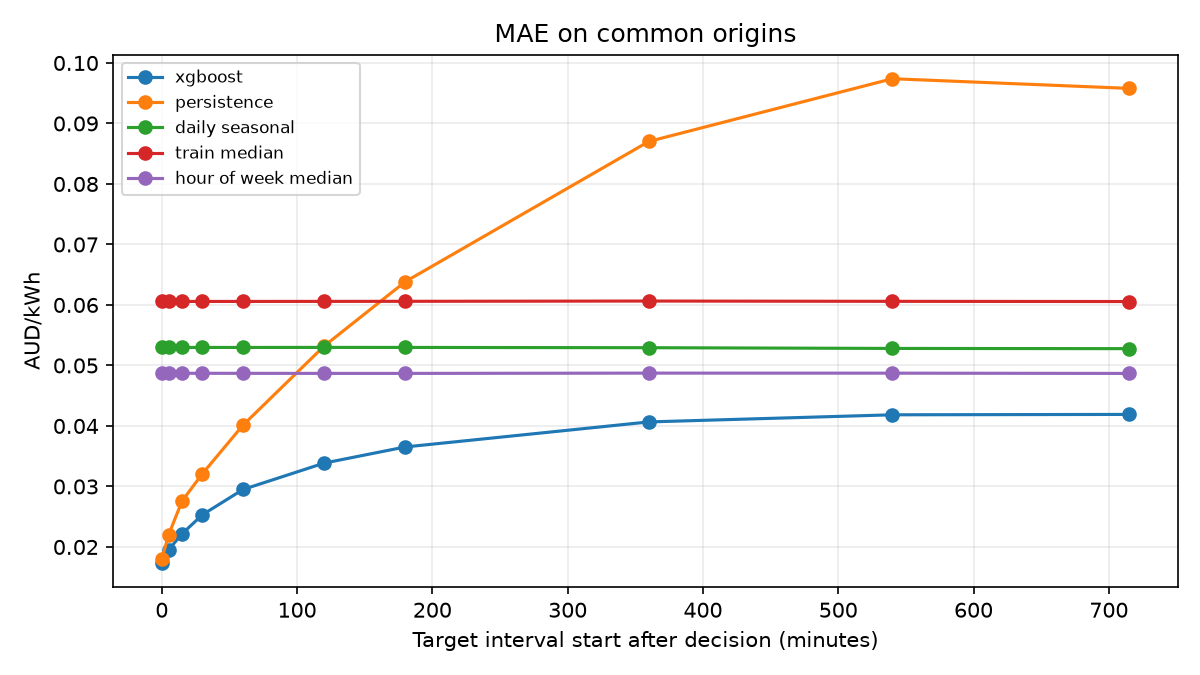 MAE on common origins
xgboost
persistence
daily seasonal
train median
hour of week median
AUD/kWh
0.10
0.09
0.08
0.07
0.06
0.05
0.04
0.03
0.02
0 100 200 300 400 500 600 700
Target interval start after decision (minutes)